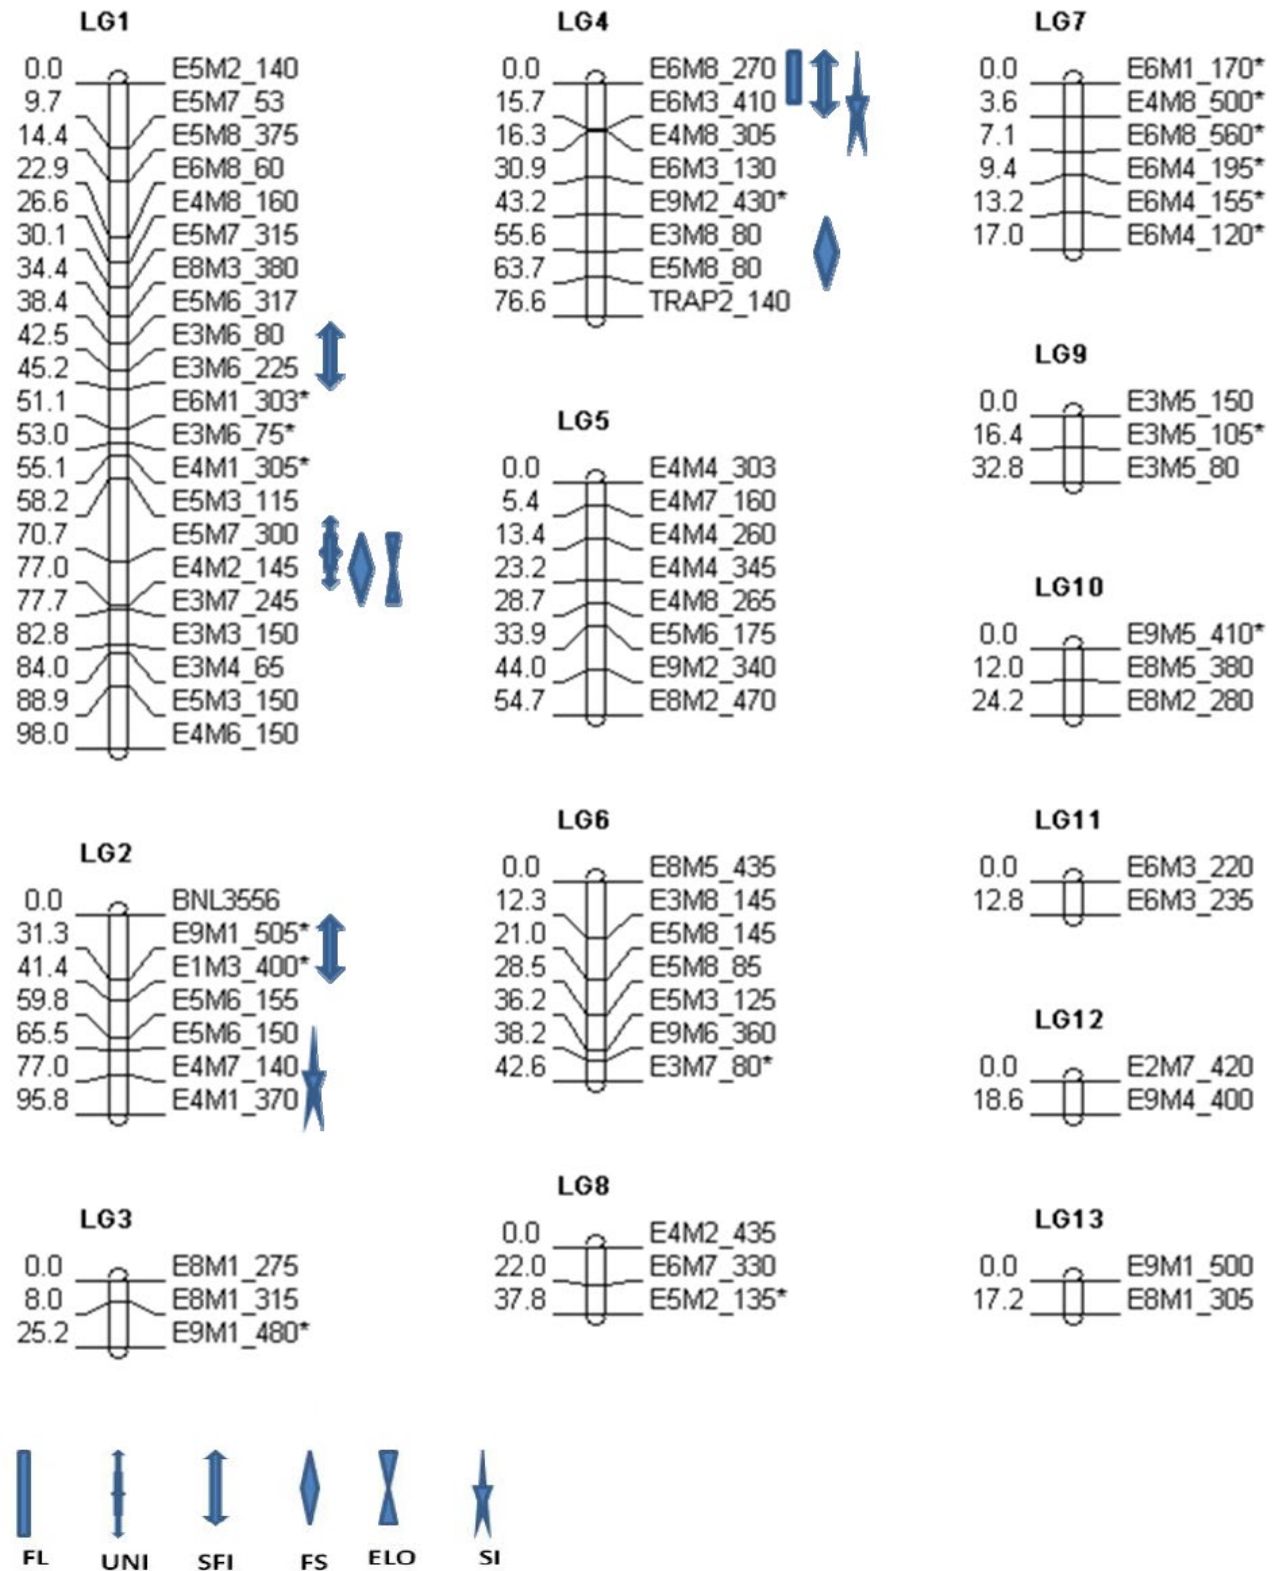 LG1
0.0 E5M2_140
9.7 E5M7_53
14.4 E5M8_375
22.9 E6M8_60
26.6 E4M8_160
30.1 E5M7_315
34.4 E8M3_380
38.4 E5M6_317
42.5 E3M6_80
45.2 E3M6_225
51.1 E6M1_303*
53.0 E3M6_75*
55.1 E4M1_305*
58.2 E5M3_115
70.7 E5M7_300
77.0 E4M2_145
77.7 E3M7_245
82.8 E3M3_150
84.0 E3M4_65
88.9 E5M3_150
98.0 E4M6_150
LG2
0.0 BNL3556
31.3 E9M1_505*
41.4 E1M3_400*
59.8 E5M6_155
65.5 E5M6_150
77.0 E4M7_140
95.8 E4M1_370
LG3
0.0 E8M1_275
8.0 E8M1_315
25.2 E9M1_480*
LG4
0.0 E6M8_270
15.7 E6M3_410
16.3 E4M8_305
30.9 E6M3_130
43.2 E9M2_430*
55.6 E3M8_80
63.7 E5M8_80
76.6 TRAP2_140
LG5
0.0 E4M4_303
5.4 E4M7_160
13.4 E4M4_260
23.2 E4M4_345
28.7 E4M8_265
33.9 E5M6_175
44.0 E9M2_340
54.7 E8M2_470
LG6
0.0 E8M5_435
12.3 E3M8_145
21.0 E5M8_145
28.5 E5M8_85
36.2 E5M3_125
38.2 E9M6_360
42.6 E3M7_80*
LG8
0.0 E4M2_435
22.0 E6M7_330
37.8 E5M2_135*
LG7
0.0 E6M1_170*
3.6 E4M8_500*
7.1 E6M8_560*
9.4 E6M4_195*
13.2 E6M4_155*
17.0 E6M4_120*
LG9
0.0 E3M5_150
16.4 E3M5_105*
32.8 E3M5_80
LG10
0.0 E9M5_410*
12.0 E8M5_380
24.2 E8M2_280
LG11
0.0 E6M3_220
12.8 E6M3_235
LG12
0.0 E2M7_420
18.6 E9M4_400
LG13
0.0 E9M1_500
17.2 E8M1_305
FL UNI SFI FS ELO SI